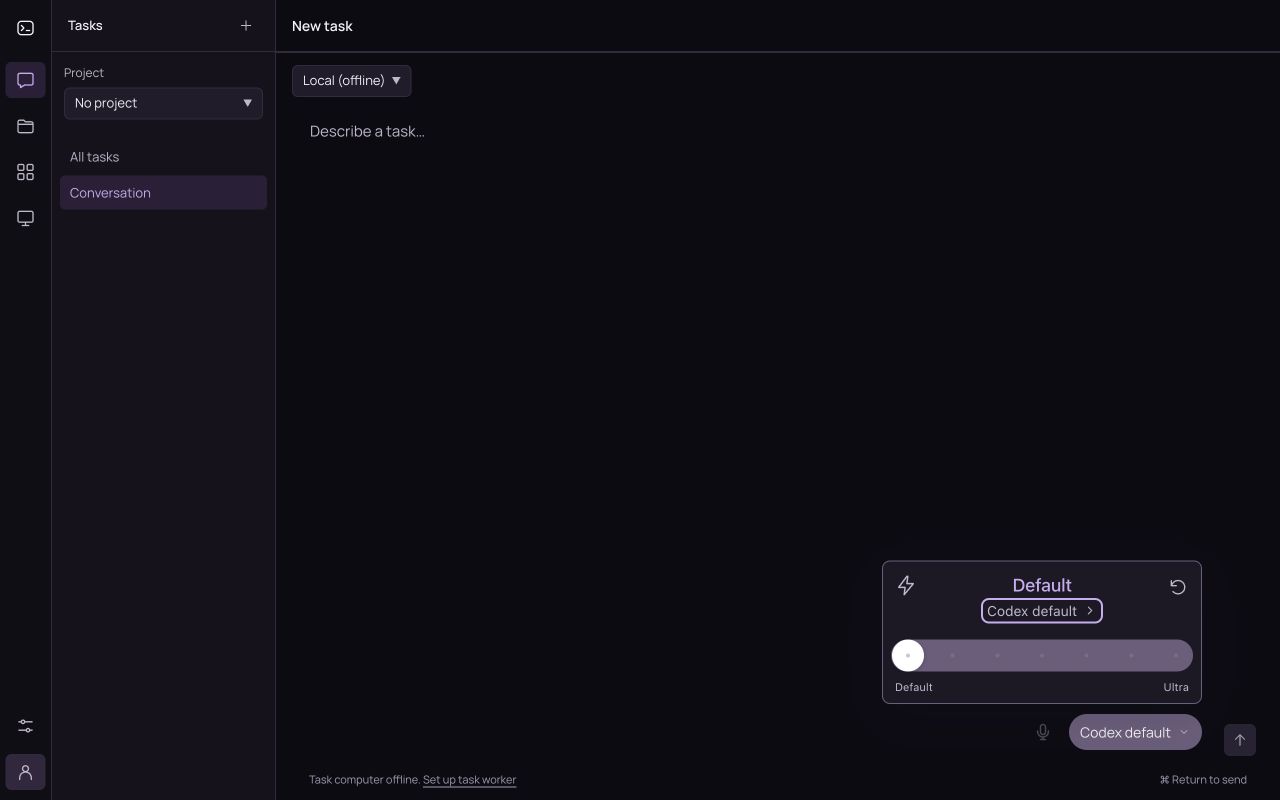 Tasks
New task
Project
No project
All tasks
Conversation
Local (offline)
Describe a task...
Default
Codex default
Default
Ultra
Codex default
Task computer offline. Set up task worker
⌘ Return to send